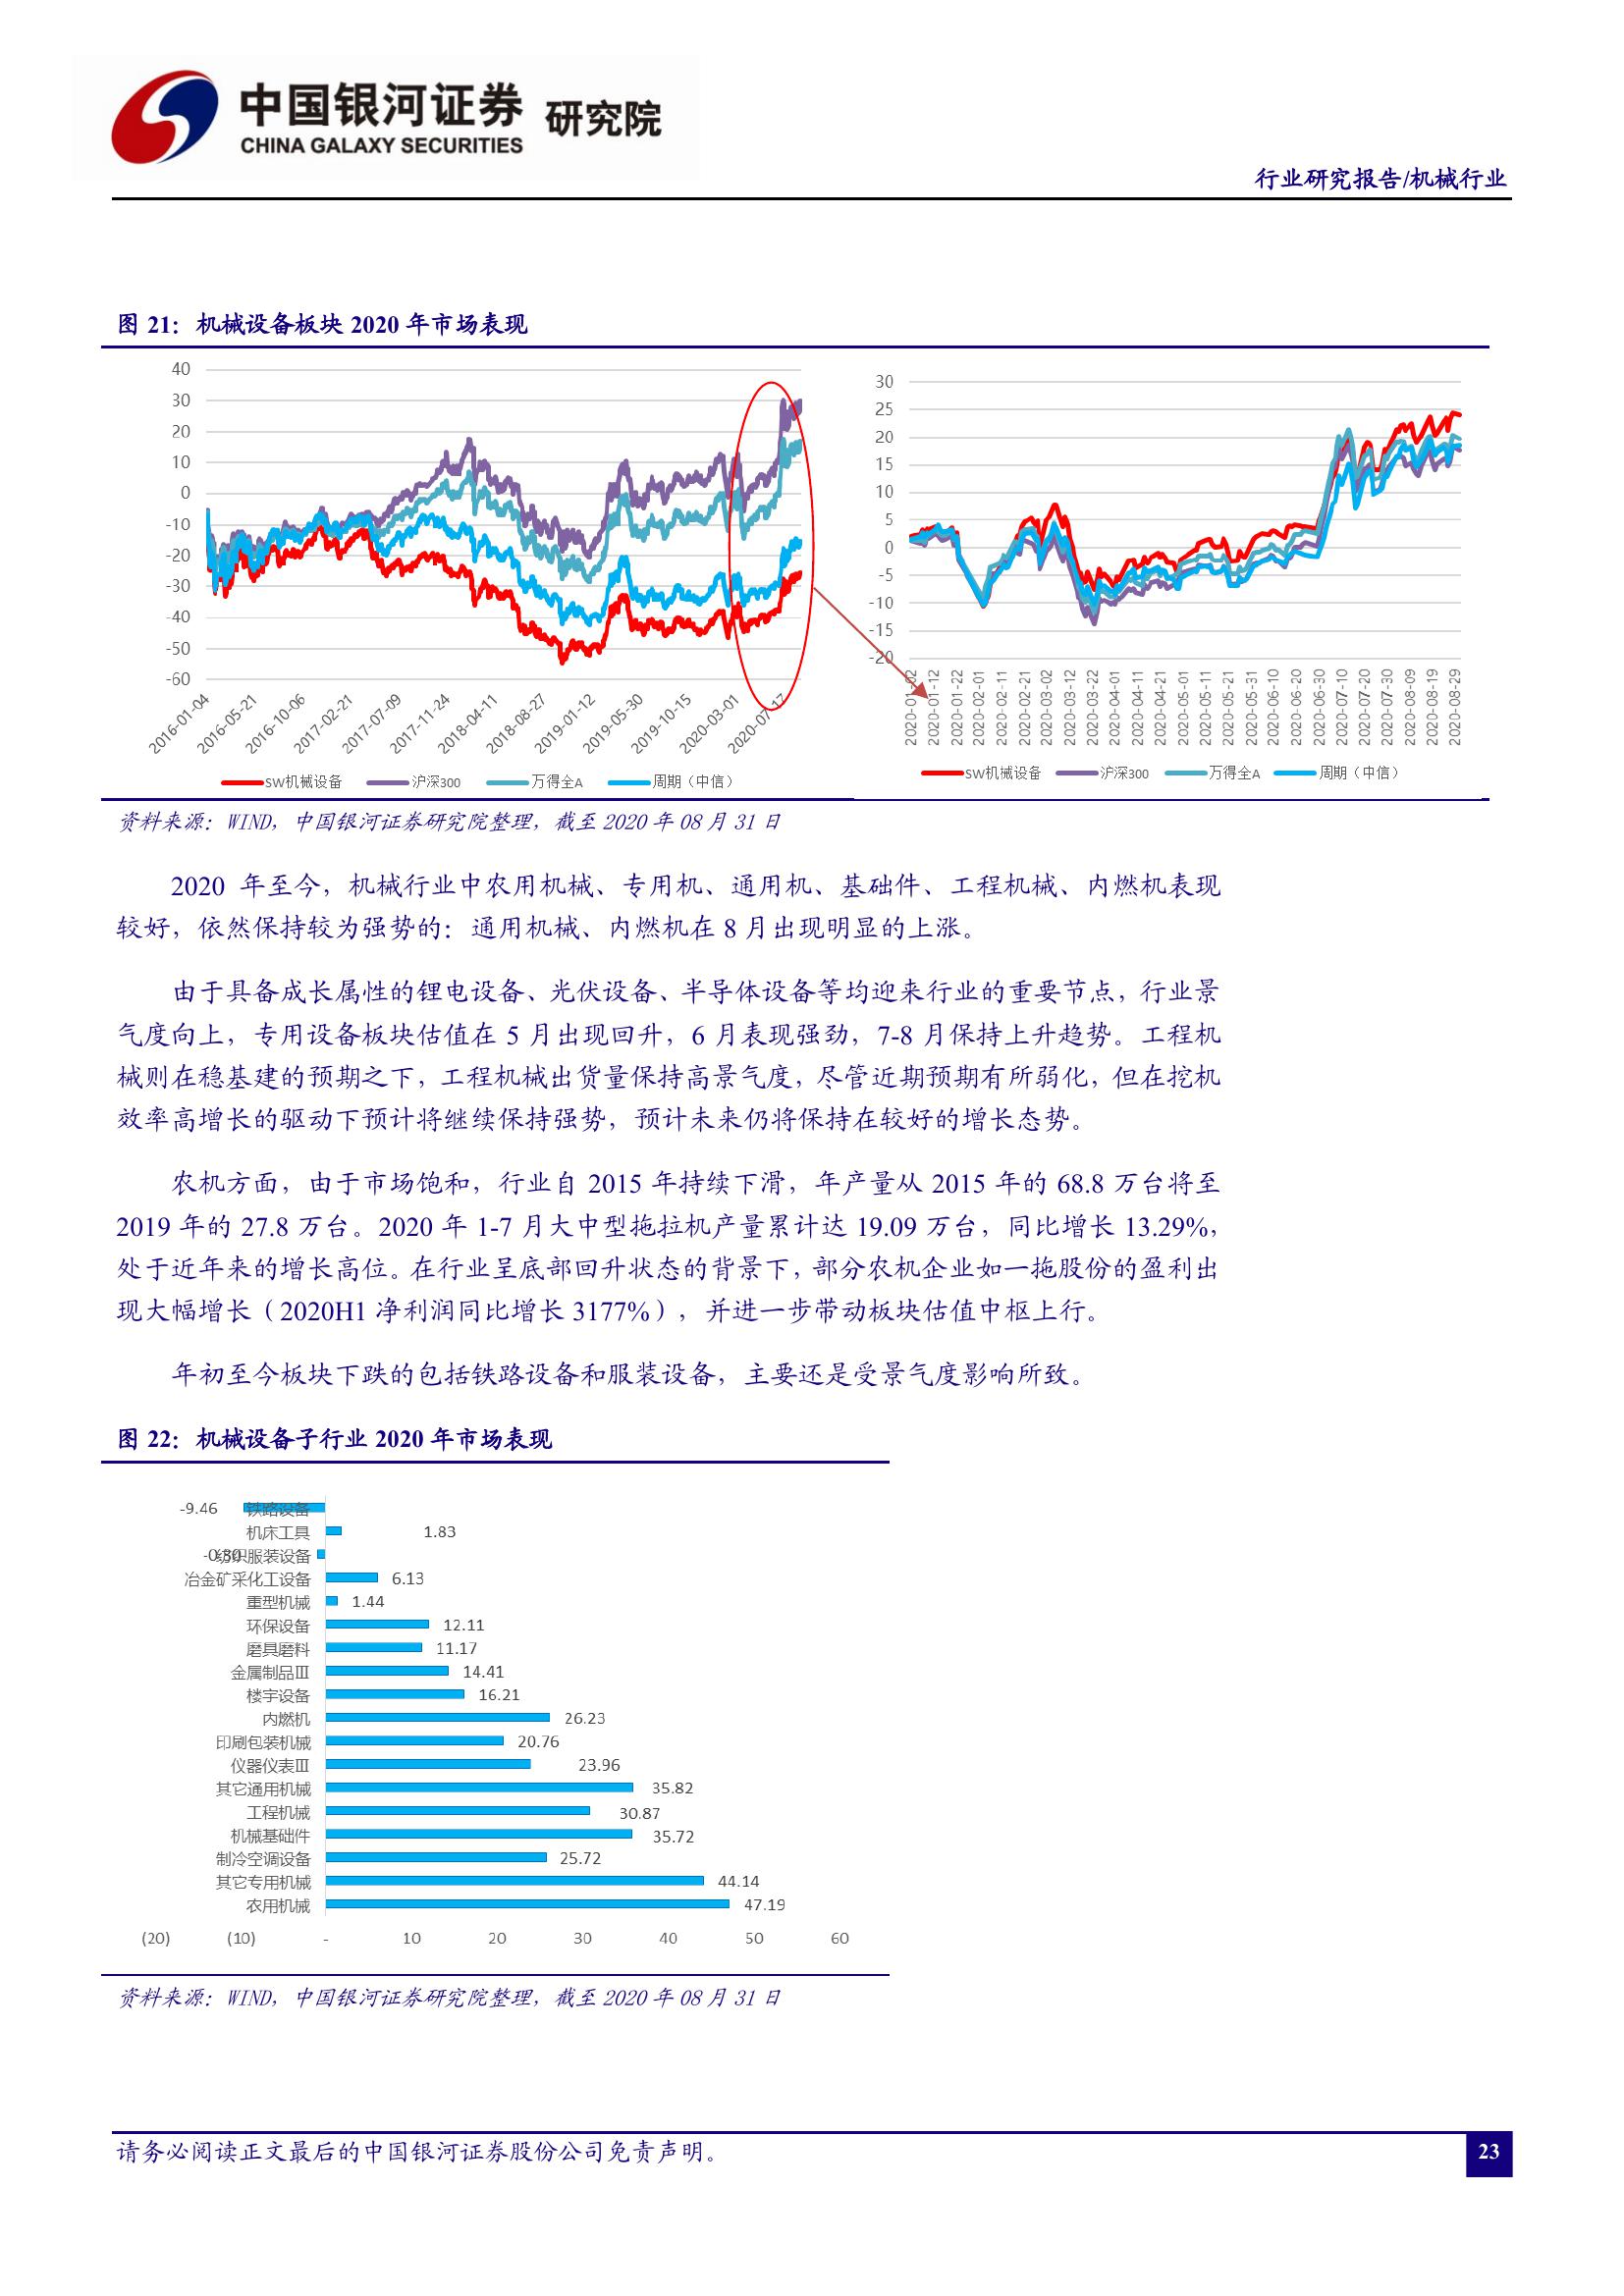 中国银河证券 研究院
CHINA GALAXY SECURITIES
行业研究报告/机械行业
图 21：机械设备板块 2020 年市场表现
40
30
20
10
0
-10
-20
-30
-40
-50
-60
2016-01-04
2016-05-21
2016-10-06
2017-02-21
2017-07-09
2017-11-24
2018-04-11
2018-08-27
2019-01-12
2019-05-30
2019-10-15
2020-03-01
2020-07-17
SW机械设备 沪深300 万得全A 周期（中信）
30
25
20
15
10
5
0
-5
-10
-15
-20
2020-01-02
2020-01-12
2020-01-22
2020-02-01
2020-02-11
2020-02-21
2020-03-02
2020-03-12
2020-03-22
2020-04-01
2020-04-11
2020-04-21
2020-05-01
2020-05-11
2020-05-21
2020-05-31
2020-06-10
2020-06-20
2020-06-30
2020-07-10
2020-07-20
2020-07-30
2020-08-09
2020-08-19
2020-08-29
SW机械设备 沪深300 万得全A 周期（中信）
资料来源：WIND，中国银河证券研究院整理，截至 2020 年 08 月 31 日
2020 年至今，机械行业中农用机械、专用机、通用机、基础件、工程机械、内燃机表现
较好，依然保持较为强势的：通用机械、内燃机在 8 月出现明显的上涨。
由于具备成长属性的锂电设备、光伏设备、半导体设备等均迎来行业的重要节点，行业景
气度向上，专用设备板块估值在 5 月出现回升，6 月表现强劲，7-8 月保持上升趋势。工程机
械则在稳基建的预期之下，工程机械出货量保持高景气度，尽管近期预期有所弱化，但在挖机
效率高增长的驱动下预计将继续保持强势，预计未来仍将保持在较好的增长态势。
农机方面，由于市场饱和，行业自 2015 年持续下滑，年产量从 2015 年的 68.8 万台将至
2019 年的 27.8 万台。2020 年 1-7 月大中型拖拉机产量累计达 19.09 万台，同比增长 13.29%，
处于近年来的增长高位。在行业呈底部回升状态的背景下，部分农机企业如一拖股份的盈利出
现大幅增长（2020H1 净利润同比增长 3177%），并进一步带动板块估值中枢上行。
年初至今板块下跌的包括铁路设备和服装设备，主要还是受景气度影响所致。
图 22：机械设备子行业 2020 年市场表现
-9.46 铁路设备
机床工具 1.83
-0.80 纺织服装设备
冶金矿采化工设备 6.13
重型机械 1.44
环保设备 12.11
磨具磨料 11.17
金属制品Ⅲ 14.41
楼宇设备 16.21
内燃机 26.23
印刷包装机械 20.76
仪器仪表Ⅲ 23.96
其它通用机械 35.82
工程机械 30.87
机械基础件 35.72
制冷空调设备 25.72
其它专用机械 44.14
农用机械 47.19
(20) (10) - 10 20 30 40 50 60
资料来源：WIND，中国银河证券研究院整理，截至 2020 年 08 月 31 日
请务必阅读正文最后的中国银河证券股份公司免责声明。
23